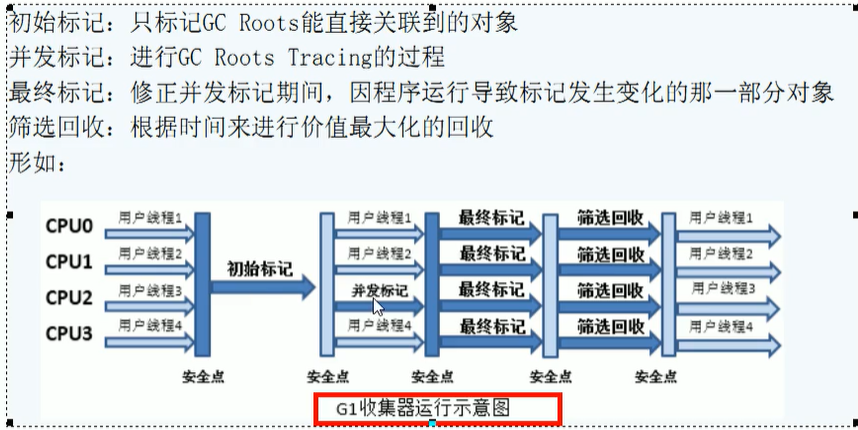 初始标记：只标记GC Roots能直接关联到的对象
并发标记：进行GC Roots Tracing的过程
最终标记：修正并发标记期间，因程序运行导致标记发生变化的那一部分对象
筛选回收：根据时间来进行价值最大化的回收
形如：
CPU0 用户线程1 用户线程1 最终标记 筛选回收 用户线程1
CPU1 用户线程2 初始标记 用户线程2 最终标记 筛选回收 用户线程2
CPU2 用户线程3 并发标记 最终标记 筛选回收 用户线程3
CPU3 用户线程4 用户线程4 最终标记 筛选回收 用户线程4
安全点 安全点 安全点 安全点 安全点
G1收集器运行示意图